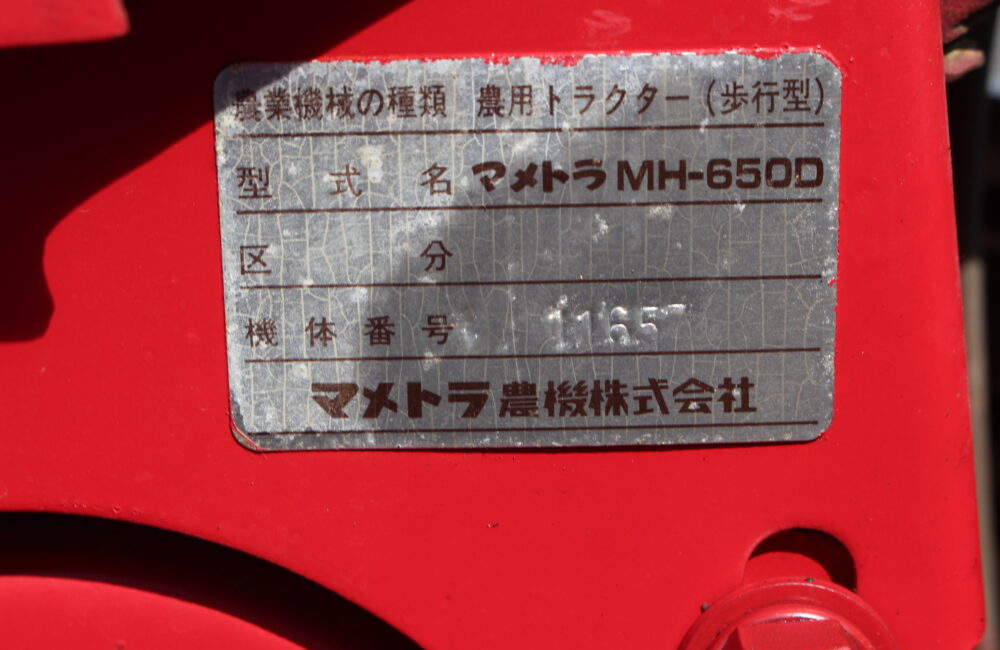 農業機械の種類 農用トラクター(歩行型)
型式名 マメトラ MH-650D
区分
機体番号 11657
マメトラ農機株式会社